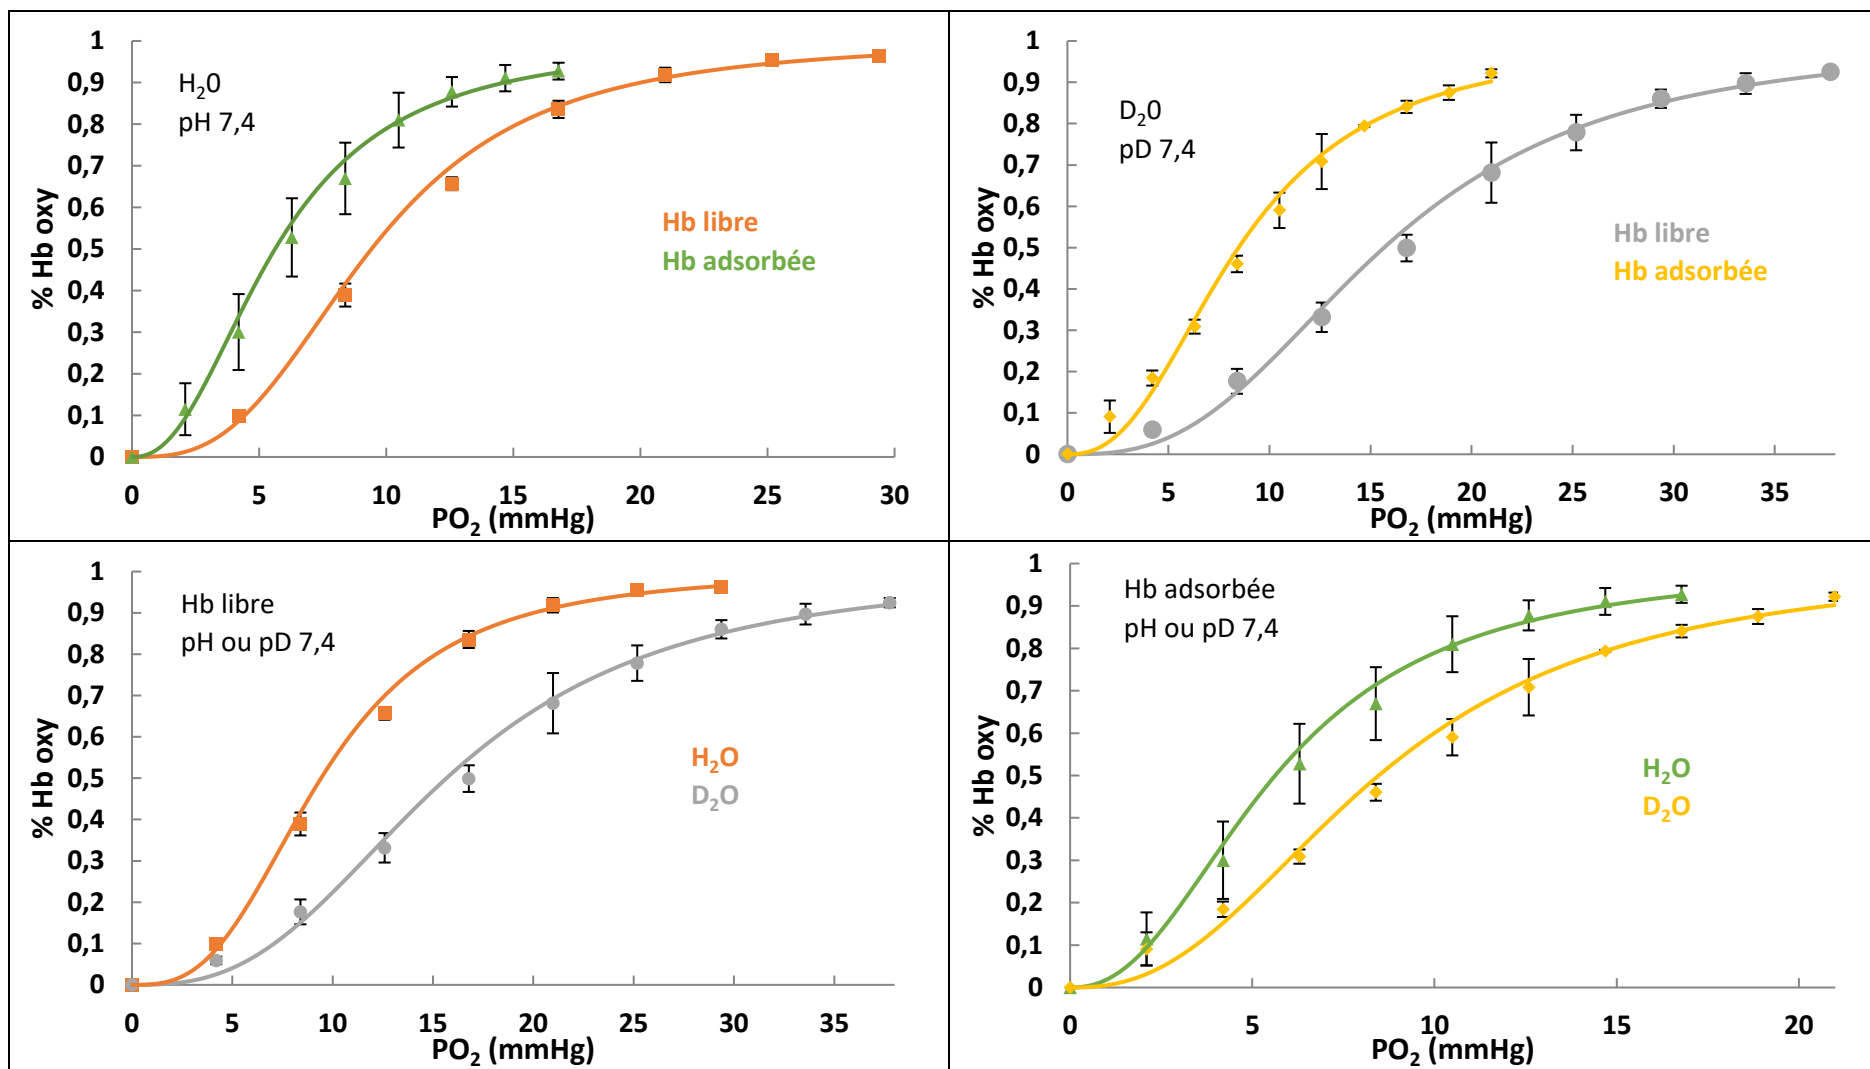 1
0,9
0,8
0,7
0,6
0,5
0,4
0,3
0,2
0,1
0
% Hb oxy
H₂0
pH 7,4
Hb libre
Hb adsorbée
0 5 10 15 20 25 30
PO₂ (mmHg)
1
0,9
0,8
0,7
0,6
0,5
0,4
0,3
0,2
0,1
0
% Hb oxy
D₂0
pD 7,4
Hb libre
Hb adsorbée
0 5 10 15 20 25 30 35
PO₂ (mmHg)
1
0,9
0,8
0,7
0,6
0,5
0,4
0,3
0,2
0,1
0
% Hb oxy
Hb libre
pH ou pD 7,4
H₂O
D₂O
0 5 10 15 20 25 30 35
PO₂ (mmHg)
1
0,9
0,8
0,7
0,6
0,5
0,4
0,3
0,2
0,1
0
% Hb oxy
Hb adsorbée
pH ou pD 7,4
H₂O
D₂O
0 5 10 15 20
PO₂ (mmHg)